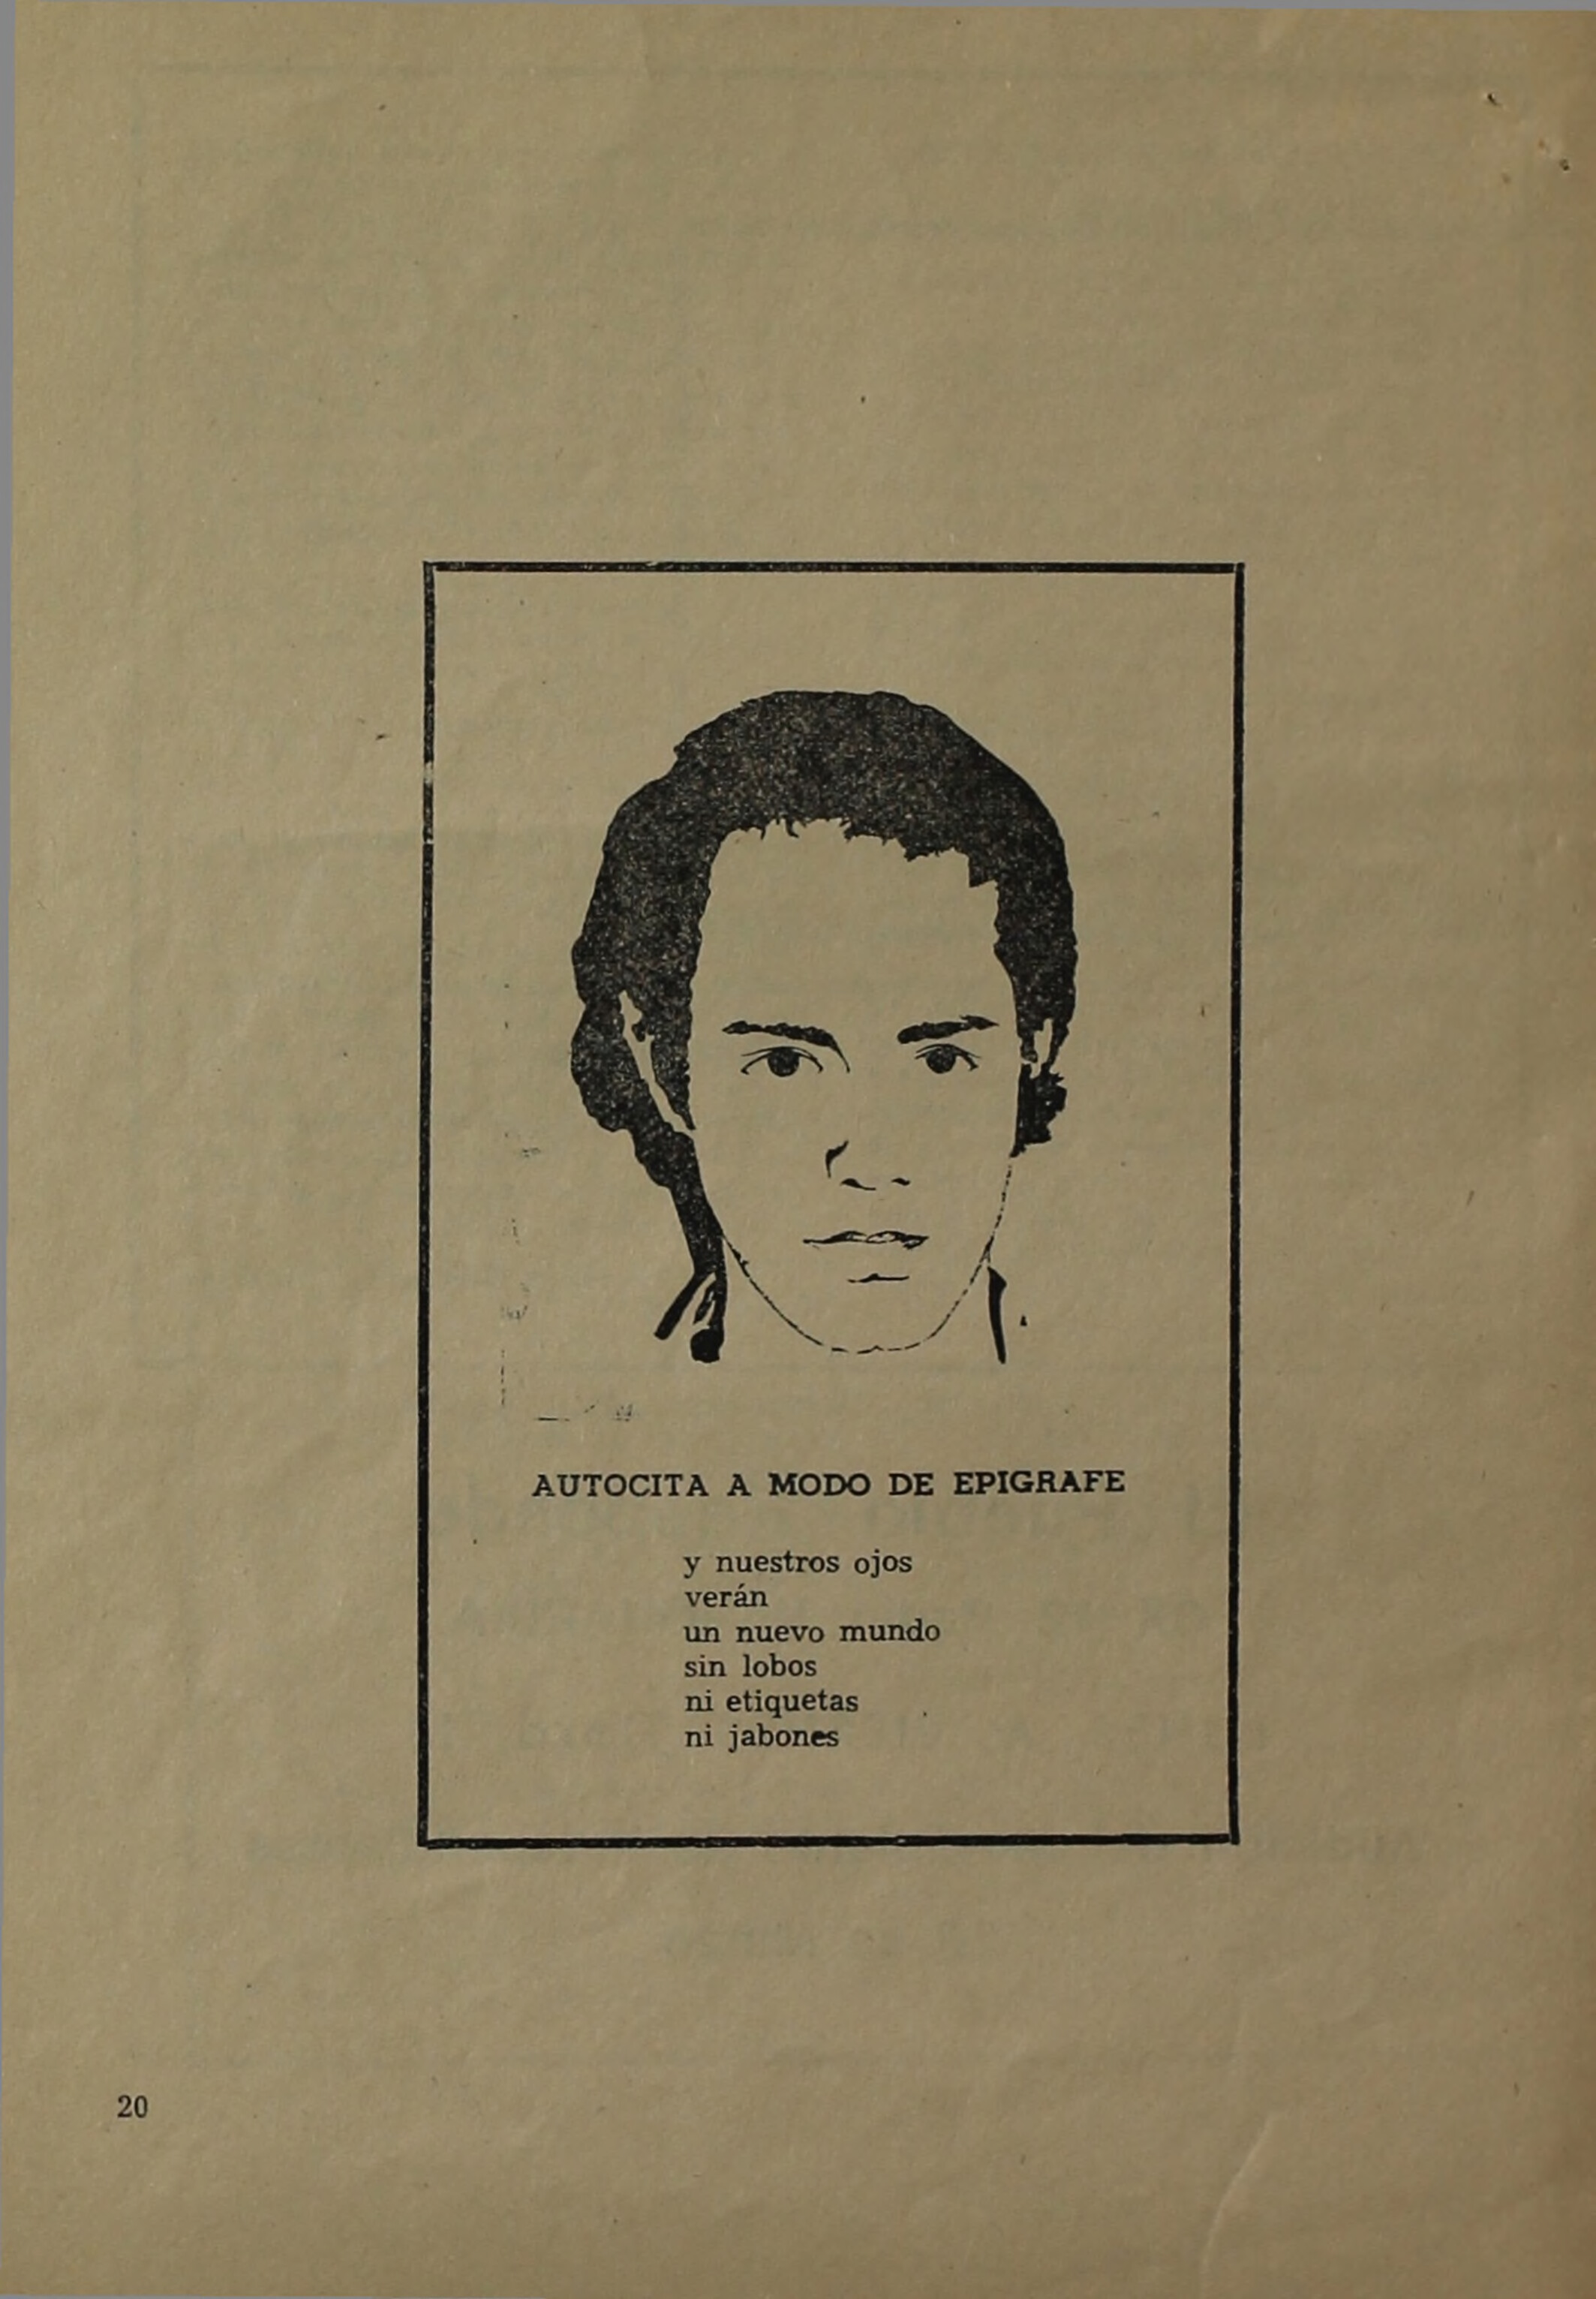 AUTOCITA A MODO DE EPIGRAFE
y nuestros ojos
verán
un nuevo mundo
sin lobos
ni etiquetas
ni jabones
20